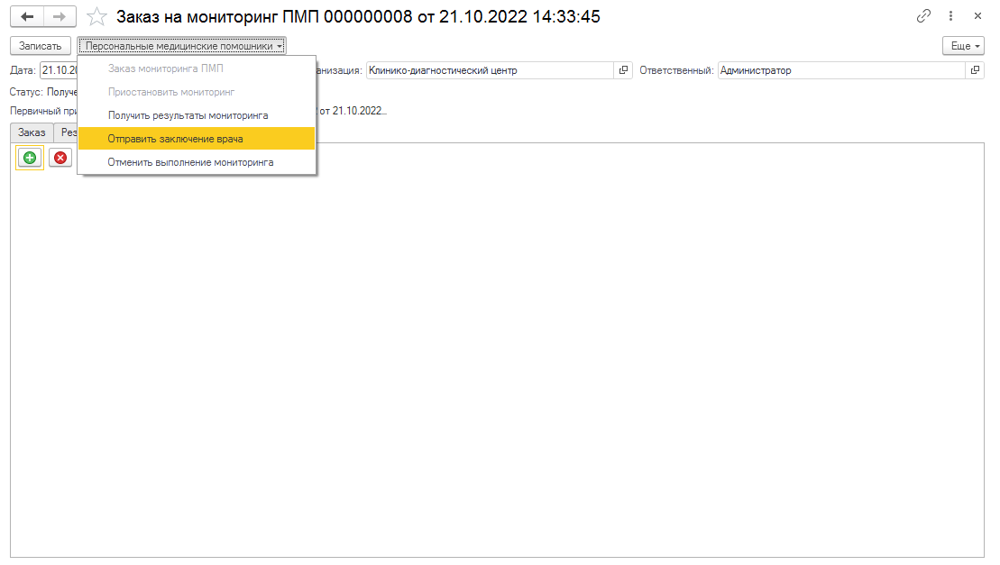 Заказ на мониторинг ПМП 000000008 от 21.10.2022 14:33:45
Записать Персональные медицинские помошники Еще
Дата: 21.10.20 анизация: Клинико-диагностический центр Ответственный: Администратор
Заказ мониторинга ПМП
Статус: Получе Приостановить мониторинг
Первичный при от 21.10.2022...
Получить результаты мониторинга
Заказ Рез
Отправить заключение врача
Отменить выполнение мониторинга